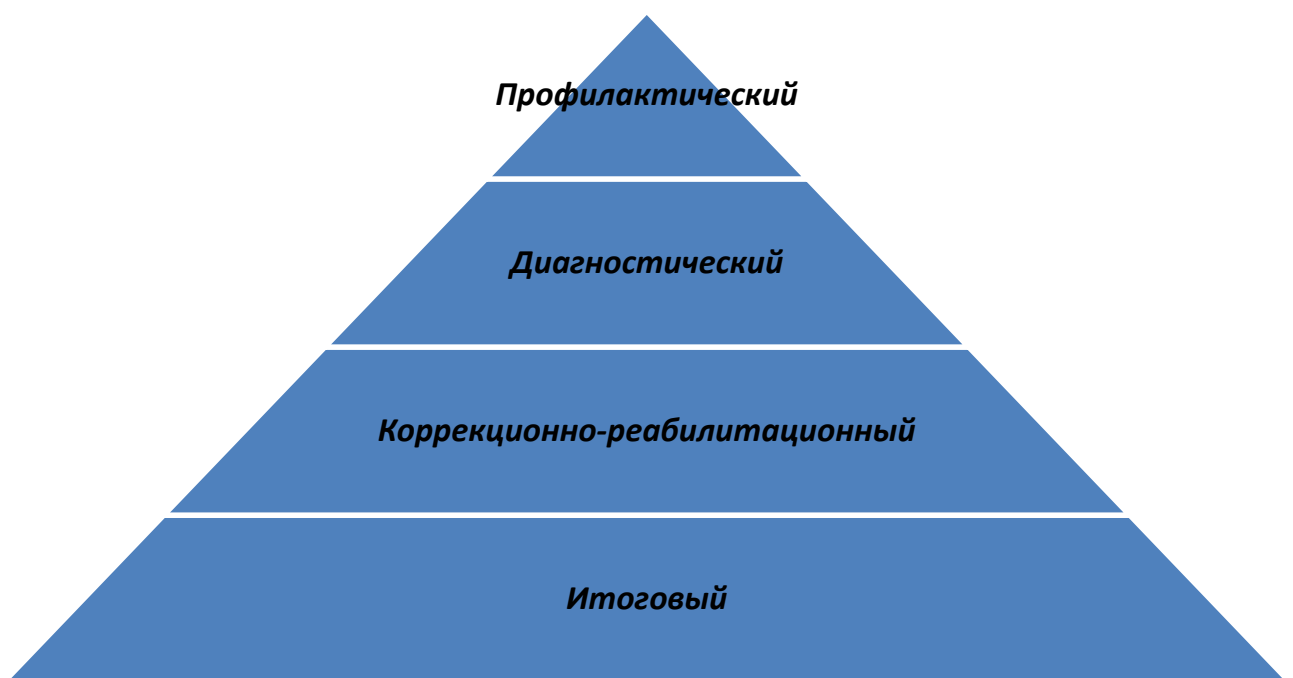 Профилактический
Диагностический
Коррекционно-реабилитационный
Итоговый